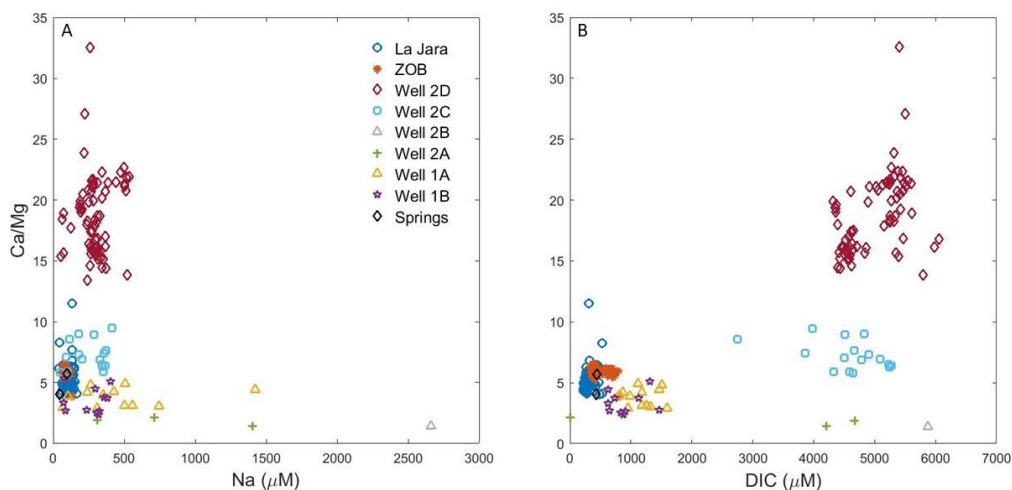 A
B
35
30
25
20
15
10
5
0
Ca/Mg
La Jara
ZOB
Well 2D
Well 2C
Well 2B
Well 2A
Well 1A
Well 1B
Springs
0 500 1000 1500 2000 2500 3000
Na (μM)
35
30
25
20
15
10
5
0
0 1000 2000 3000 4000 5000 6000 7000
DIC (μM)